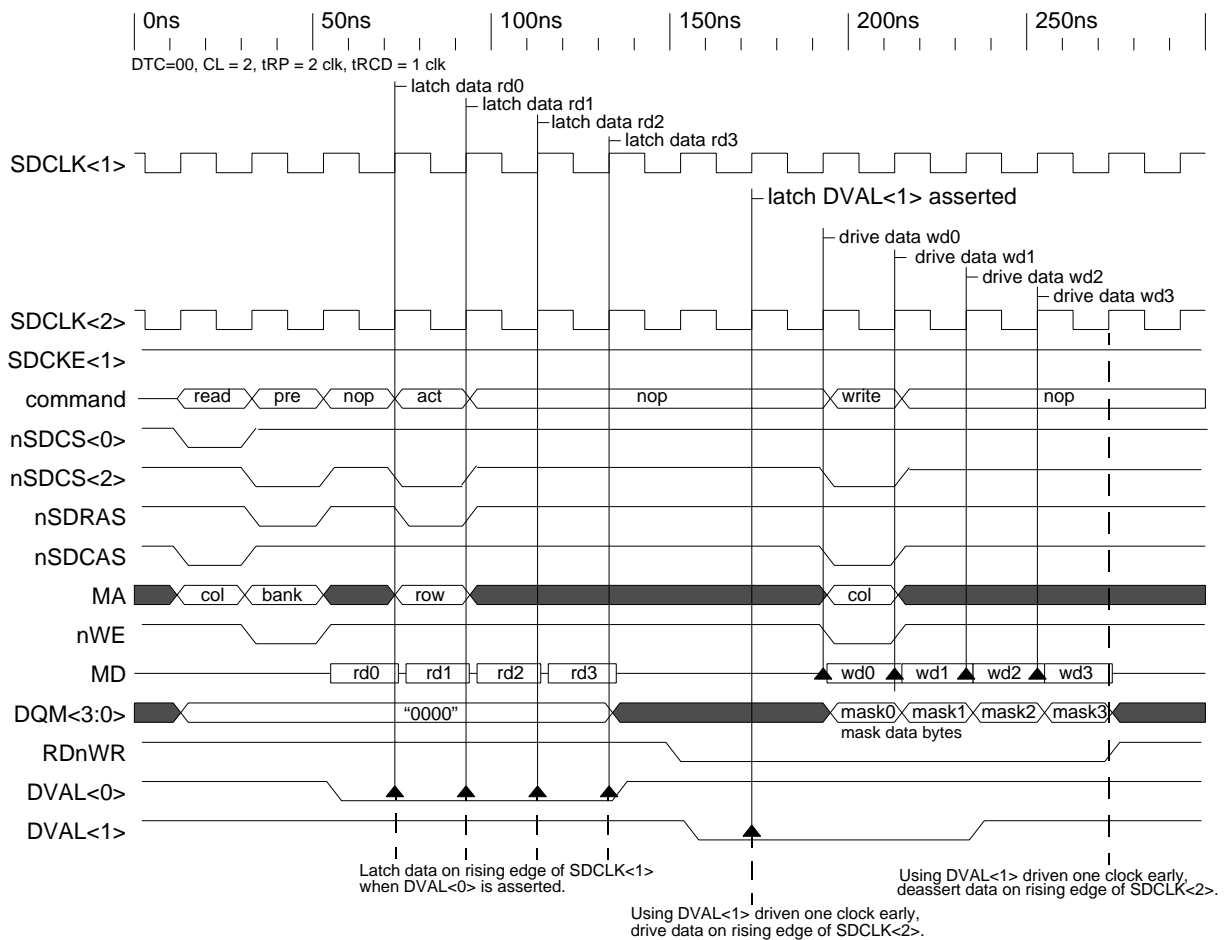 0ns 50ns 100ns 150ns 200ns 250ns
DTC=00, CL = 2, tRP = 2 clk, tRCD = 1 clk
latch data rd0
latch data rd1
latch data rd2
latch data rd3
SDCLK<1>
latch DVAL<1> asserted
drive data wd0
drive data wd1
drive data wd2
drive data wd3
SDCLK<2>
SDCKE<1>
command read pre nop act nop write nop
nSDCS<0>
nSDCS<2>
nSDRAS
nSDCAS
MA col bank row col
nWE
MD rd0 rd1 rd2 rd3 wd0 wd1 wd2 wd3
DQM<3:0> “0000” mask0 mask1 mask2 mask3
mask data bytes
RDnWR
DVAL<0>
DVAL<1>
Latch data on rising edge of SDCLK<1>
when DVAL<0> is asserted.
Using DVAL<1> driven one clock early,
deassert data on rising edge of SDCLK<2>.
Using DVAL<1> driven one clock early,
drive data on rising edge of SDCLK<2>.